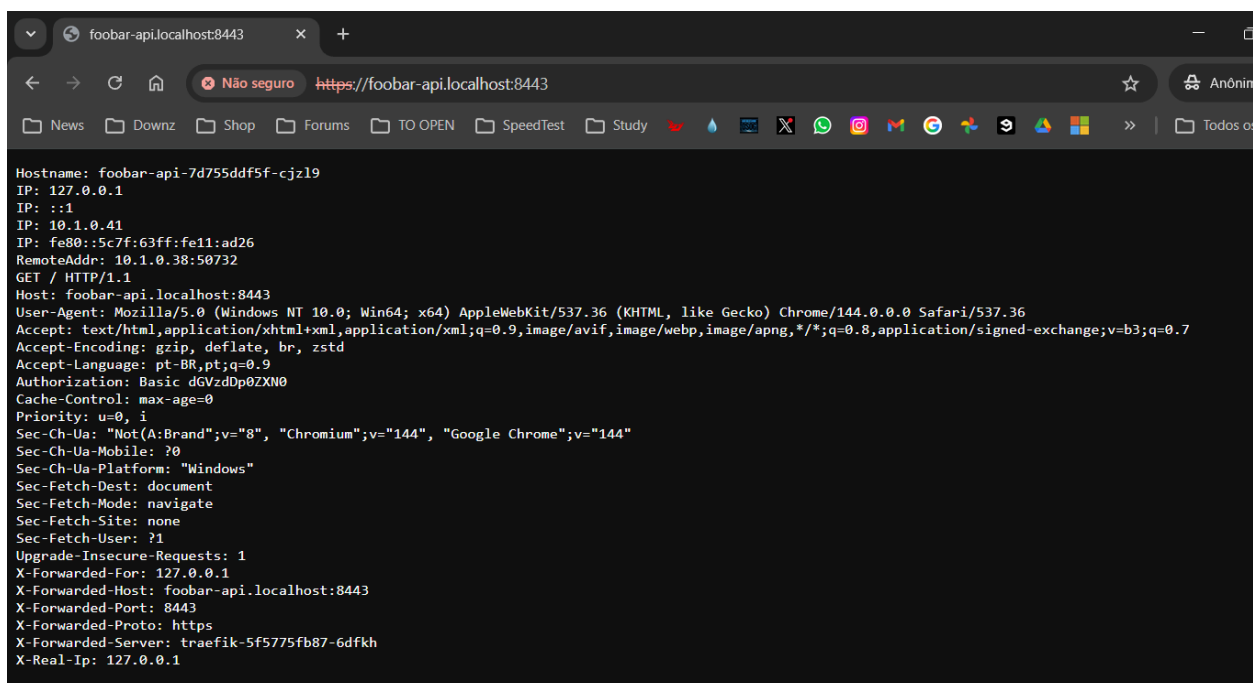 foobar-api.localhost:8443
Não seguro https://foobar-api.localhost:8443
News Downz Shop Forums TO OPEN SpeedTest Study » Todos os
Hostname: foobar-api-7d755ddf5f-cjzl9
IP: 127.0.0.1
IP: ::1
IP: 10.1.0.41
IP: fe80::5c7f:63ff:fe11:ad26
RemoteAddr: 10.1.0.38:50732
GET / HTTP/1.1
Host: foobar-api.localhost:8443
User-Agent: Mozilla/5.0 (Windows NT 10.0; Win64; x64) AppleWebKit/537.36 (KHTML, like Gecko) Chrome/144.0.0.0 Safari/537.36
Accept: text/html,application/xhtml+xml,application/xml;q=0.9,image/avif,image/webp,image/apng,*/*;q=0.8,application/signed-exchange;v=b3;q=0.7
Accept-Encoding: gzip, deflate, br, zstd
Accept-Language: pt-BR,pt;q=0.9
Authorization: Basic dGVzdDp0ZXN0
Cache-Control: max-age=0
Priority: u=0, i
Sec-Ch-Ua: "Not(A:Brand";v="8", "Chromium";v="144", "Google Chrome";v="144"
Sec-Ch-Ua-Mobile: ?0
Sec-Ch-Ua-Platform: "Windows"
Sec-Fetch-Dest: document
Sec-Fetch-Mode: navigate
Sec-Fetch-Site: none
Sec-Fetch-User: ?1
Upgrade-Insecure-Requests: 1
X-Forwarded-For: 127.0.0.1
X-Forwarded-Host: foobar-api.localhost:8443
X-Forwarded-Port: 8443
X-Forwarded-Proto: https
X-Forwarded-Server: traefik-5f5775fb87-6dfkh
X-Real-Ip: 127.0.0.1